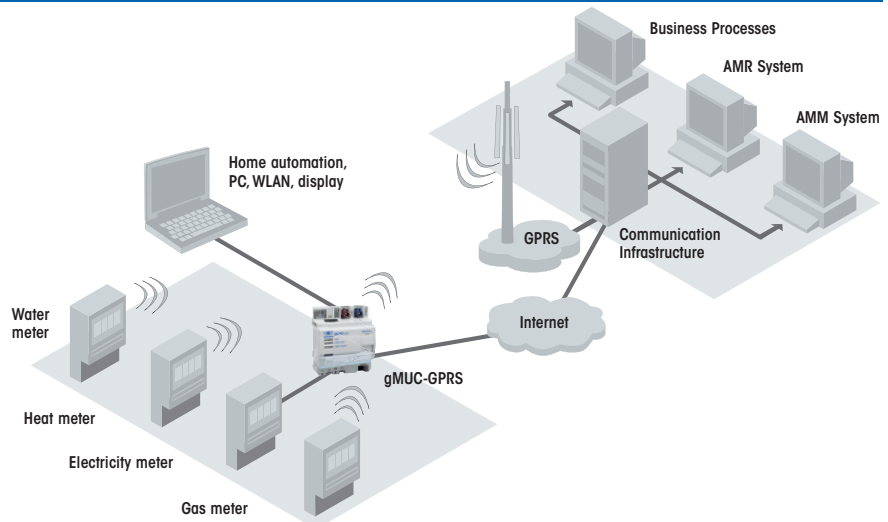 Business Processes
AMR System
AMM System
Home automation,
PC, WLAN, display
GPRS
Communication
Infrastructure
Water
meter
Internet
gMUC-GPRS
Heat meter
Electricity meter
Gas meter